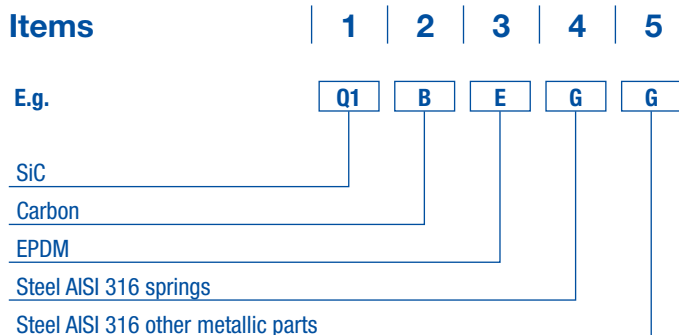 Items 1 2 3 4 5
E.g. Q1 B E G G
SiC
Carbon
EPDM
Steel AISI 316 springs
Steel AISI 316 other metallic parts